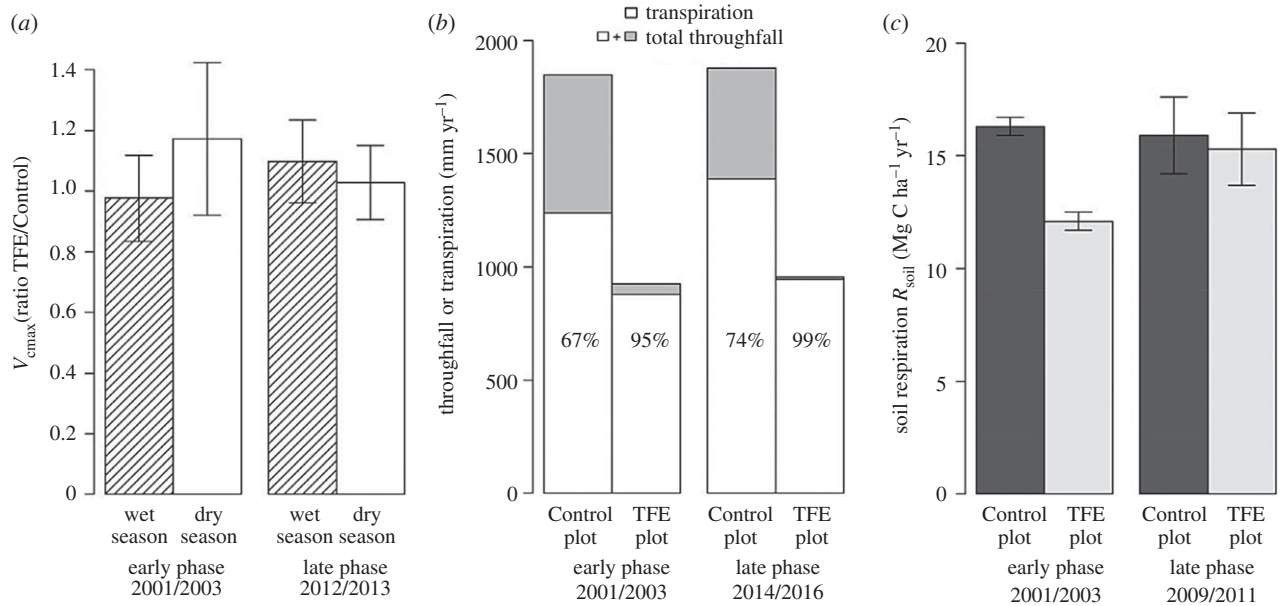 (a)
V_cmax (ratio TFE/Control)
1.4
1.2
1.0
0.8
0.6
0.4
0.2
0
wet season
dry season
wet season
dry season
early phase
2001/2003
late phase
2012/2013
(b)
transpiration
+ total throughfall
throughfall or transpiration (mm yr⁻¹)
2000
1500
1000
500
0
67%
95%
74%
99%
Control plot
TFE plot
Control plot
TFE plot
early phase
2001/2003
late phase
2014/2016
(c)
soil respiration R_soil (Mg C ha⁻¹ yr⁻¹)
20
15
10
5
0
Control plot
TFE plot
Control plot
TFE plot
early phase
2001/2003
late phase
2009/2011